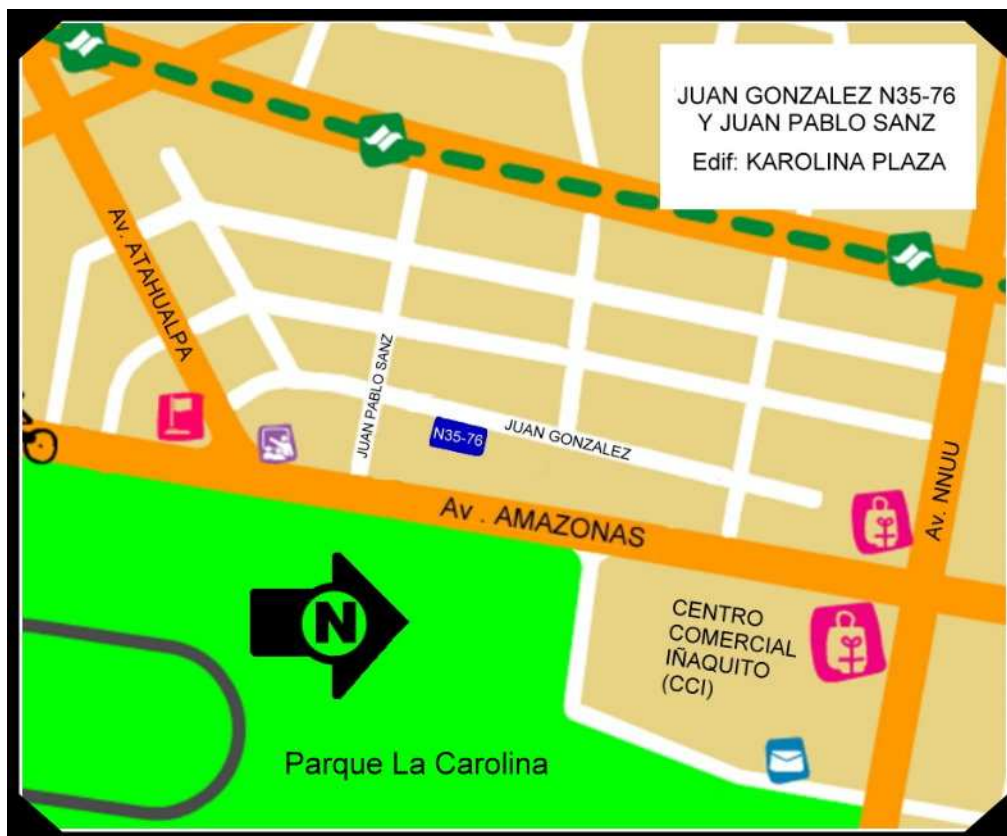 JUAN GONZALEZ N35-76
Y JUAN PABLO SANZ
Edif: KAROLINA PLAZA
Av. ATAHUALPA
JUAN PABLO SANZ
N35-76
JUAN GONZALEZ
Av . AMAZONAS
Av. NNUU
N
CENTRO
COMERCIAL
IÑAQUITO
(CCI)
Parque La Carolina